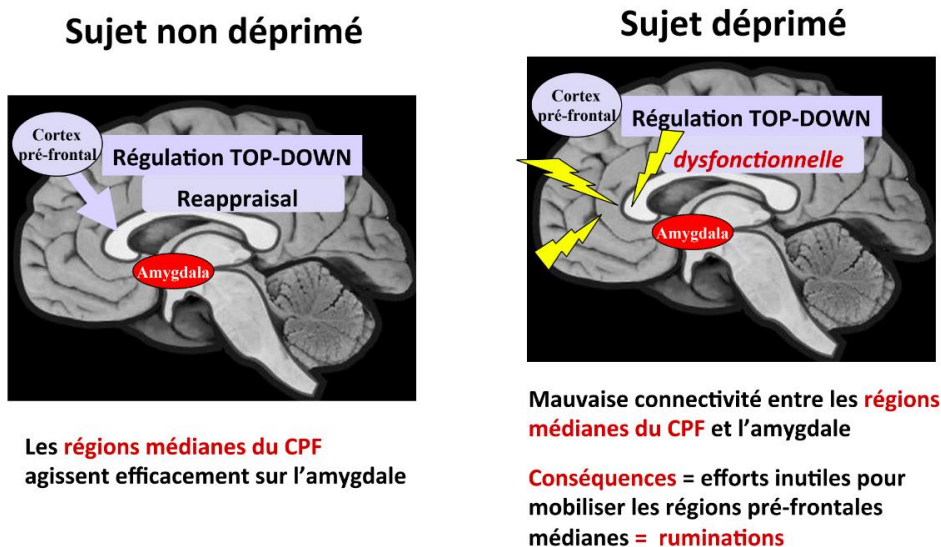 Sujet non déprimé
Cortex
pré-frontal
Régulation TOP-DOWN
Reappraisal
Amygdala
Les régions médianes du CPF
agissent efficacement sur l’amygdale
Sujet déprimé
Cortex
pré-frontal
Régulation TOP-DOWN
dysfonctionnelle
Amygdala
Mauvaise connectivité entre les régions
médianes du CPF et l’amygdale
Conséquences = efforts inutiles pour
mobiliser les régions pré-frontales
médianes = ruminations